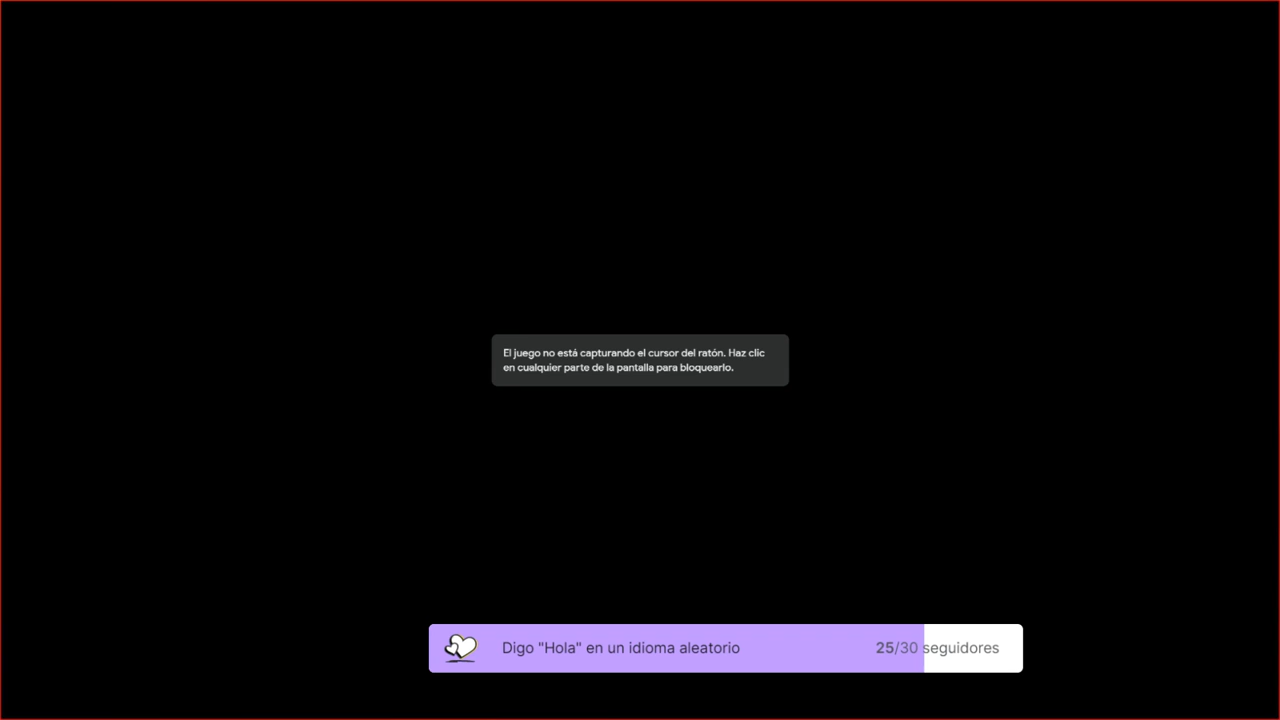 El juego no está capturando el cursor del ratón. Haz clic
en cualquier parte de la pantalla para bloquearlo.
Digo "Hola" en un idioma aleatorio 25/30 seguidores